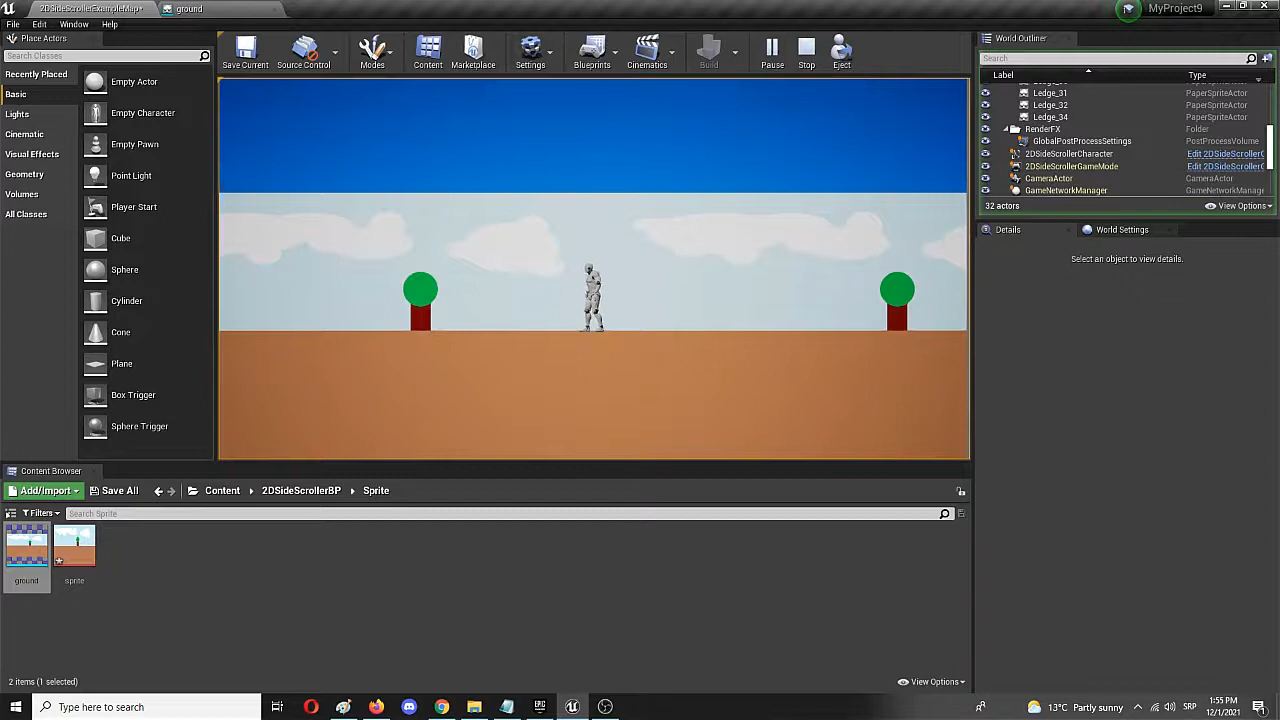 2DSideScrollerExampleMap*
ground
MyProject9
File
Edit
Window
Help
Place Actors
Search Classes
Recently Placed
Basic
Lights
Cinematic
Visual Effects
Geometry
Volumes
All Classes
Empty Actor
Empty Character
Empty Pawn
Point Light
Player Start
Cube
Sphere
Cylinder
Cone
Plane
Box Trigger
Sphere Trigger
Save Current
Source Control
Modes
Content
Marketplace
Settings
Blueprints
Cinematics
Build
Pause
Stop
Eject
World Outliner
Search
Label Type
Ledge_31 PaperSpriteActor
Ledge_32 PaperSpriteActor
Ledge_34 PaperSpriteActor
RenderFX Folder
GlobalPostProcessSettings PostProcessVolume
2DSideScrollerCharacter Edit 2DSideScrollerC
2DSideScrollerGameMode Edit 2DSideScrollerG
CameraActor CameraActor
GameNetworkManager GameNetworkManage
32 actors
View Options
Details
World Settings
Select an object to view details.
Content Browser
Add/Import
Save All
Content
2DSideScrollerBP
Sprite
Filters
Search Sprite
ground
sprite
2 items (1 selected)
View Options
Type here to search
13°C Partly sunny
SRP
1:55 PM
12/1/2021